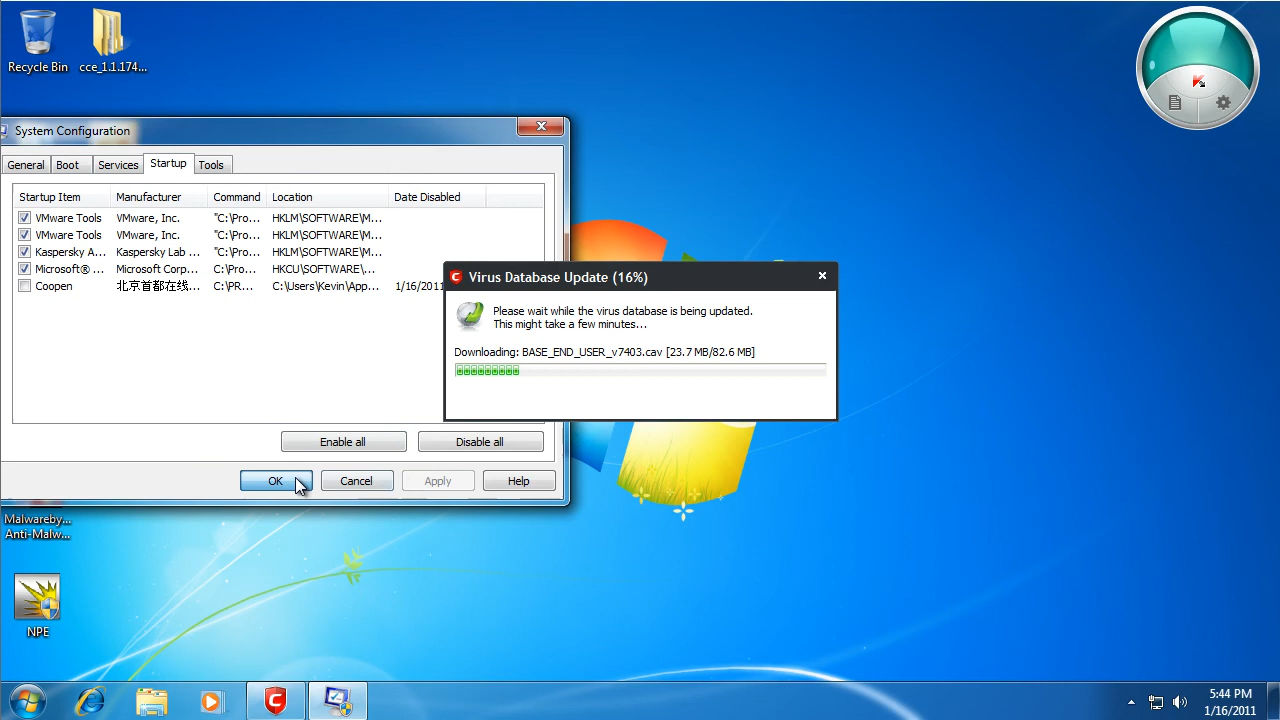 Recycle Bin
cce_1.1.174...
System Configuration
General Boot Services Startup Tools
Startup Item Manufacturer Command Location Date Disabled
VMware Tools VMware, Inc. "C:\Pro... HKLM\SOFTWARE\M...
VMware Tools VMware, Inc. "C:\Pro... HKLM\SOFTWARE\M...
Kaspersky A... Kaspersky Lab ... "C:\Pro... HKLM\SOFTWARE\M...
Microsoft® ... Microsoft Corp... C:\Pro... HKCU\SOFTWARE\...
Coopen 北京首都在线... C:\PR... C:\Users\Kevin\App... 1/16/2011
Enable all Disable all
OK Cancel Apply Help
Virus Database Update (16%)
Please wait while the virus database is being updated.
This might take a few minutes...
Downloading: BASE_END_USER_v7403.cav [23.7 MB/82.6 MB]
Malwareby...
Anti-Malw...
NPE
5:44 PM
1/16/2011